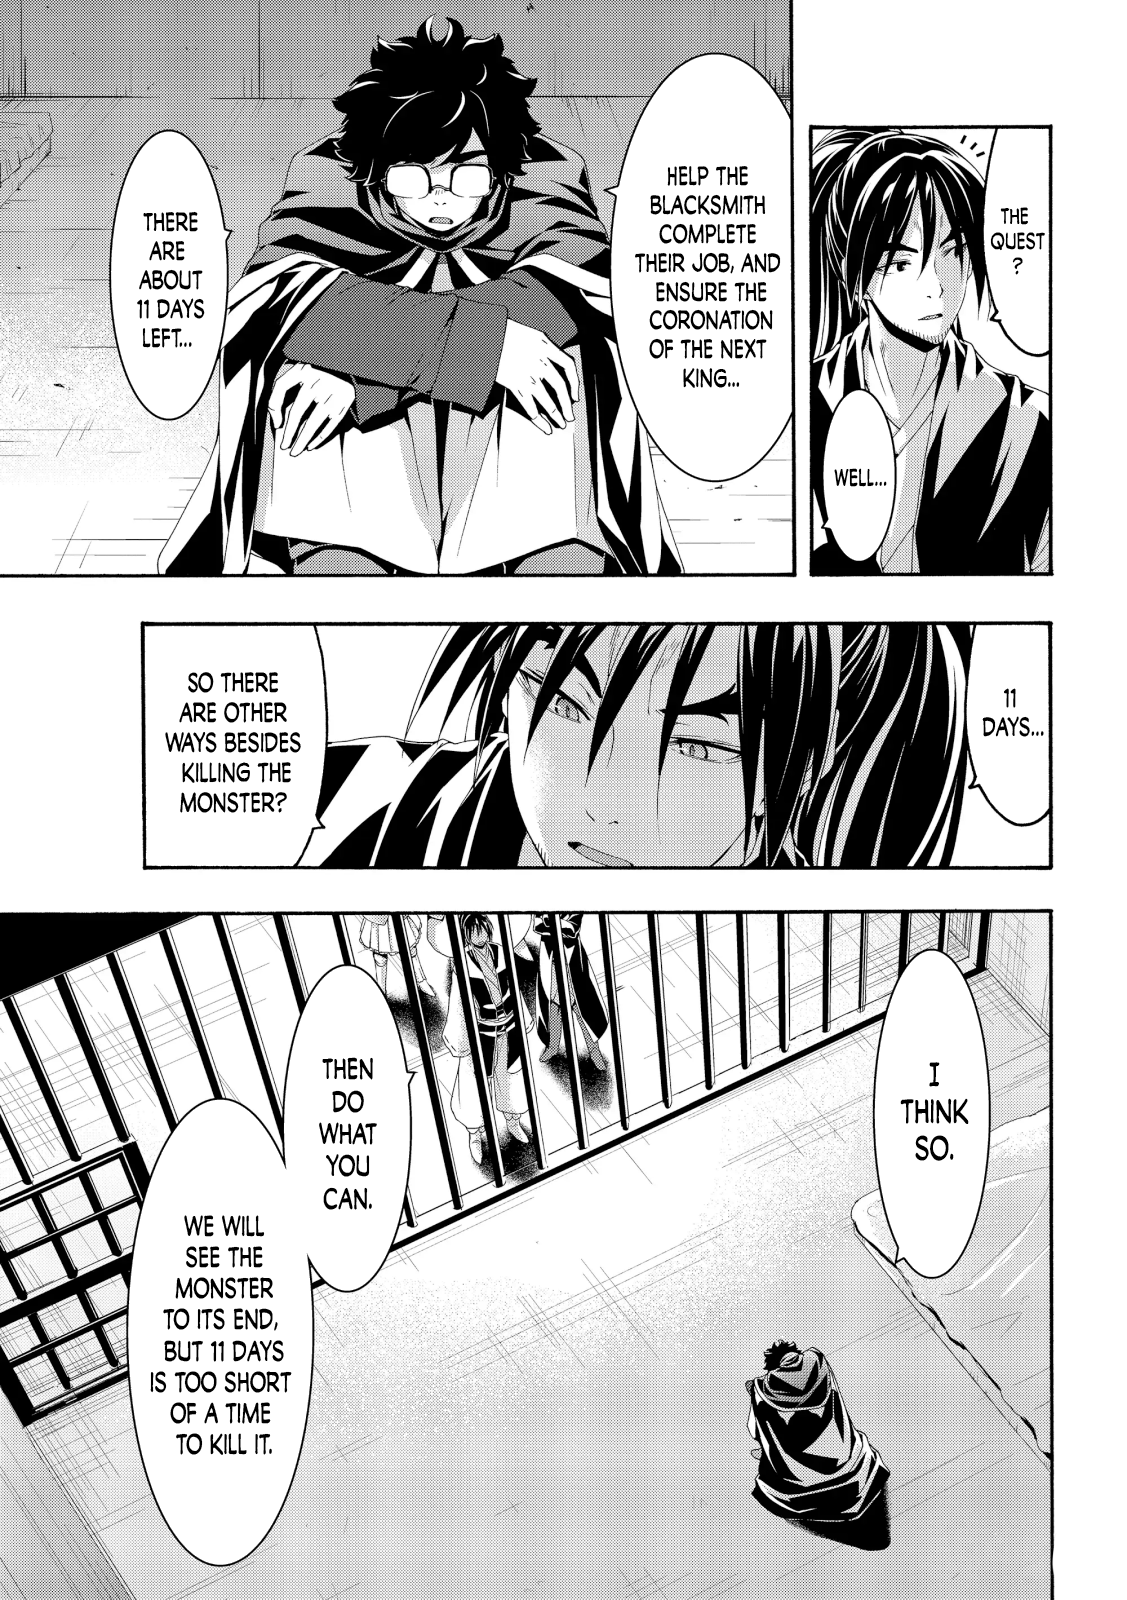 THE
QUEST
?
WELL...
HELP THE
BLACKSMITH
COMPLETE
THEIR JOB, AND
ENSURE THE
CORONATION
OF THE NEXT
KING...
THERE
ARE
ABOUT
11 DAYS
LEFT...
11
DAYS...
SO THERE
ARE OTHER
WAYS BESIDES
KILLING THE
MONSTER?
I
THINK
SO.
THEN
DO
WHAT
YOU
CAN.
WE WILL
SEE THE
MONSTER
TO ITS END,
BUT 11 DAYS
IS TOO SHORT
OF A TIME
TO KILL IT.